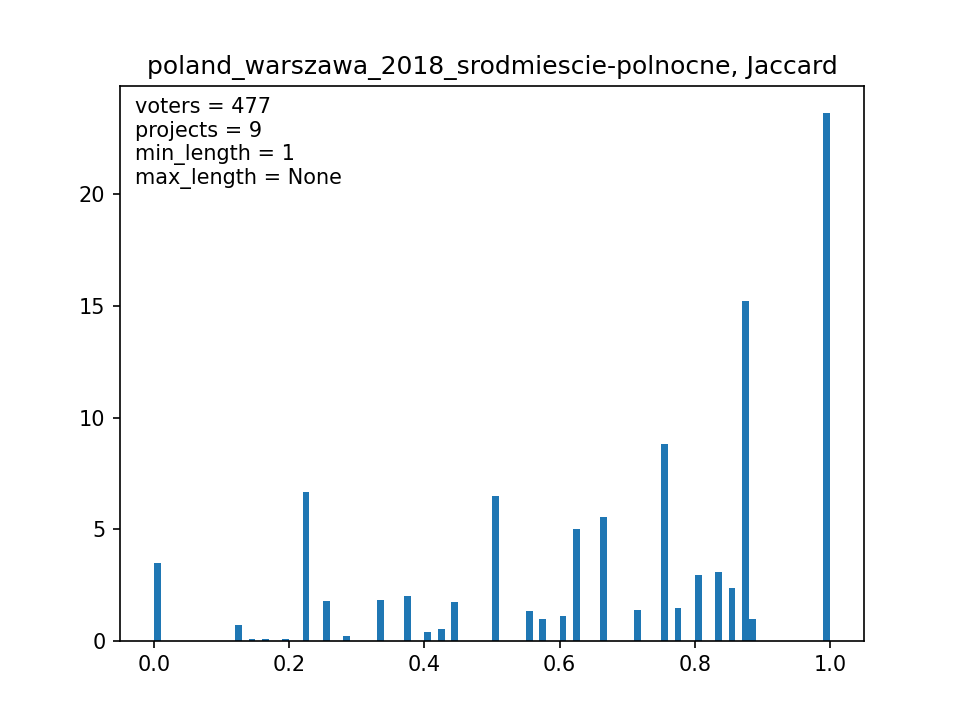 poland_warszawa_2018_srodmiescie-polnocne, Jaccard
voters = 477
projects = 9
min_length = 1
max_length = None
20
15
10
5
0
0.0 0.2 0.4 0.6 0.8 1.0